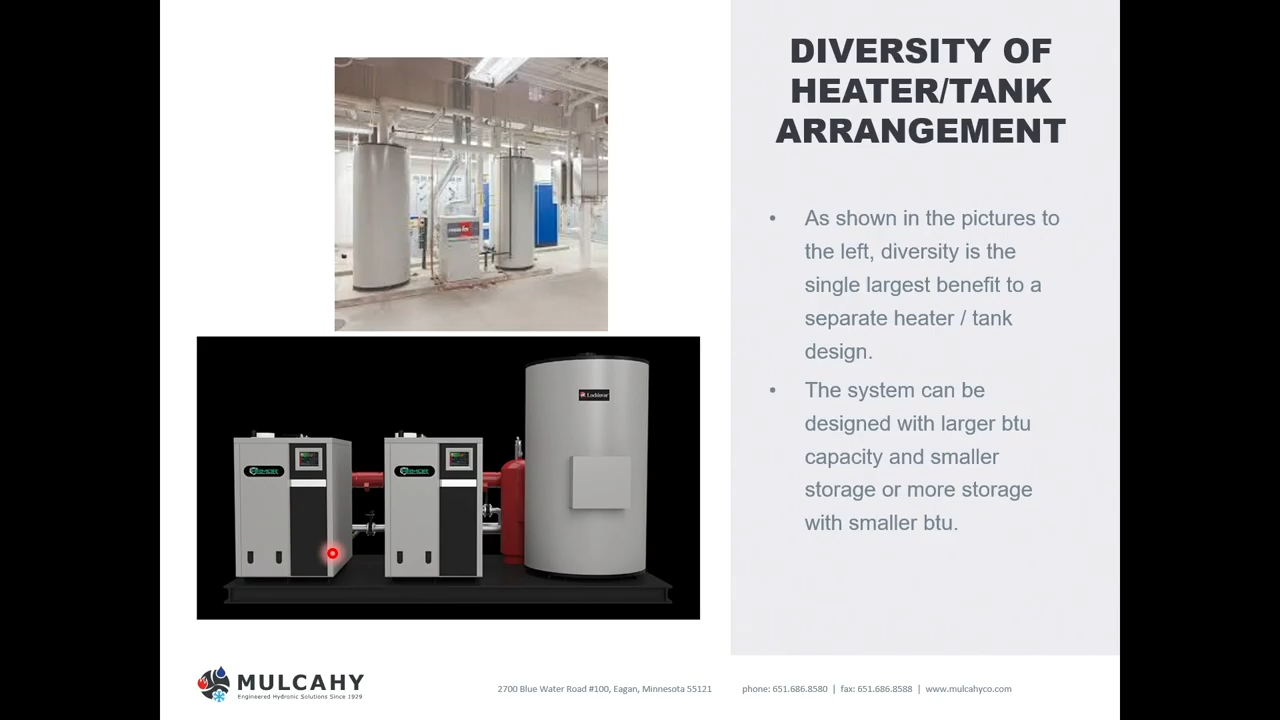 DIVERSITY OF
HEATER/TANK
ARRANGEMENT
• As shown in the pictures to
the left, diversity is the
single largest benefit to a
separate heater / tank
design.
• The system can be
designed with larger btu
capacity and smaller
storage or more storage
with smaller btu.
Lochinvar
MULCAHY
Engineered Hydronic Solutions Since 1929
2700 Blue Water Road #100, Eagan, Minnesota 55121
phone: 651.686.8580 | fax: 651.686.8588 | www.mulcahyco.com